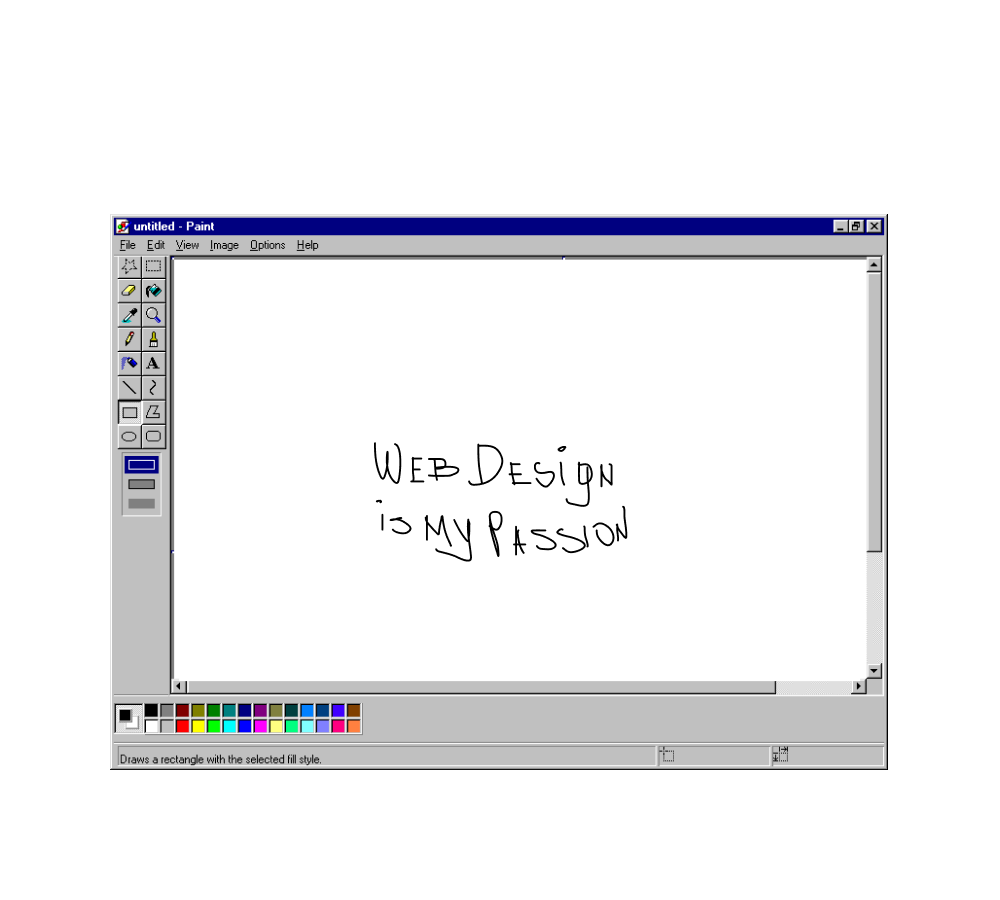 untitled - Paint
File Edit View Image Options Help
A
WEB DESiGN
iS MY PASSION
Draws a rectangle with the selected fill style.